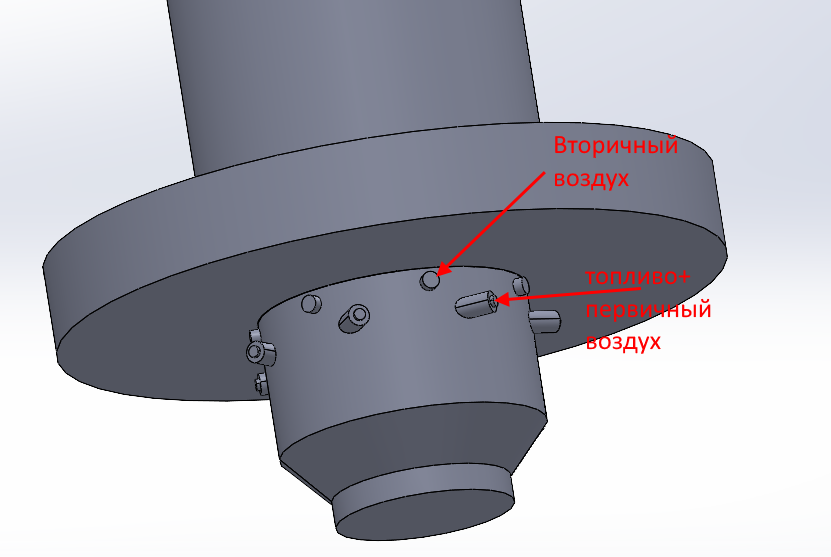 Вторичный
воздух
топливо+
первичный
воздух